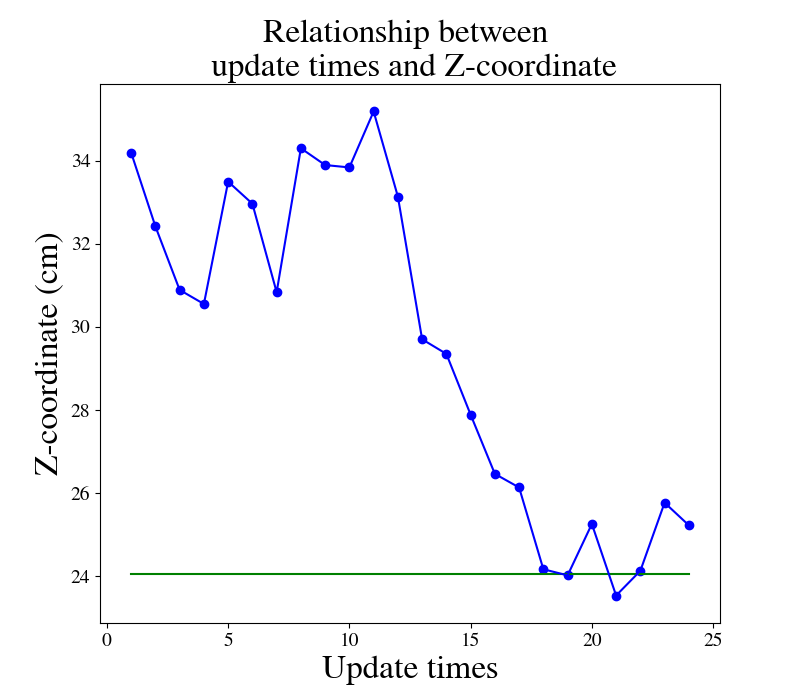 Relationship between
update times and Z-coordinate
Z-coordinate (cm)
34
32
30
28
26
24
0 5 10 15 20 25
Update times